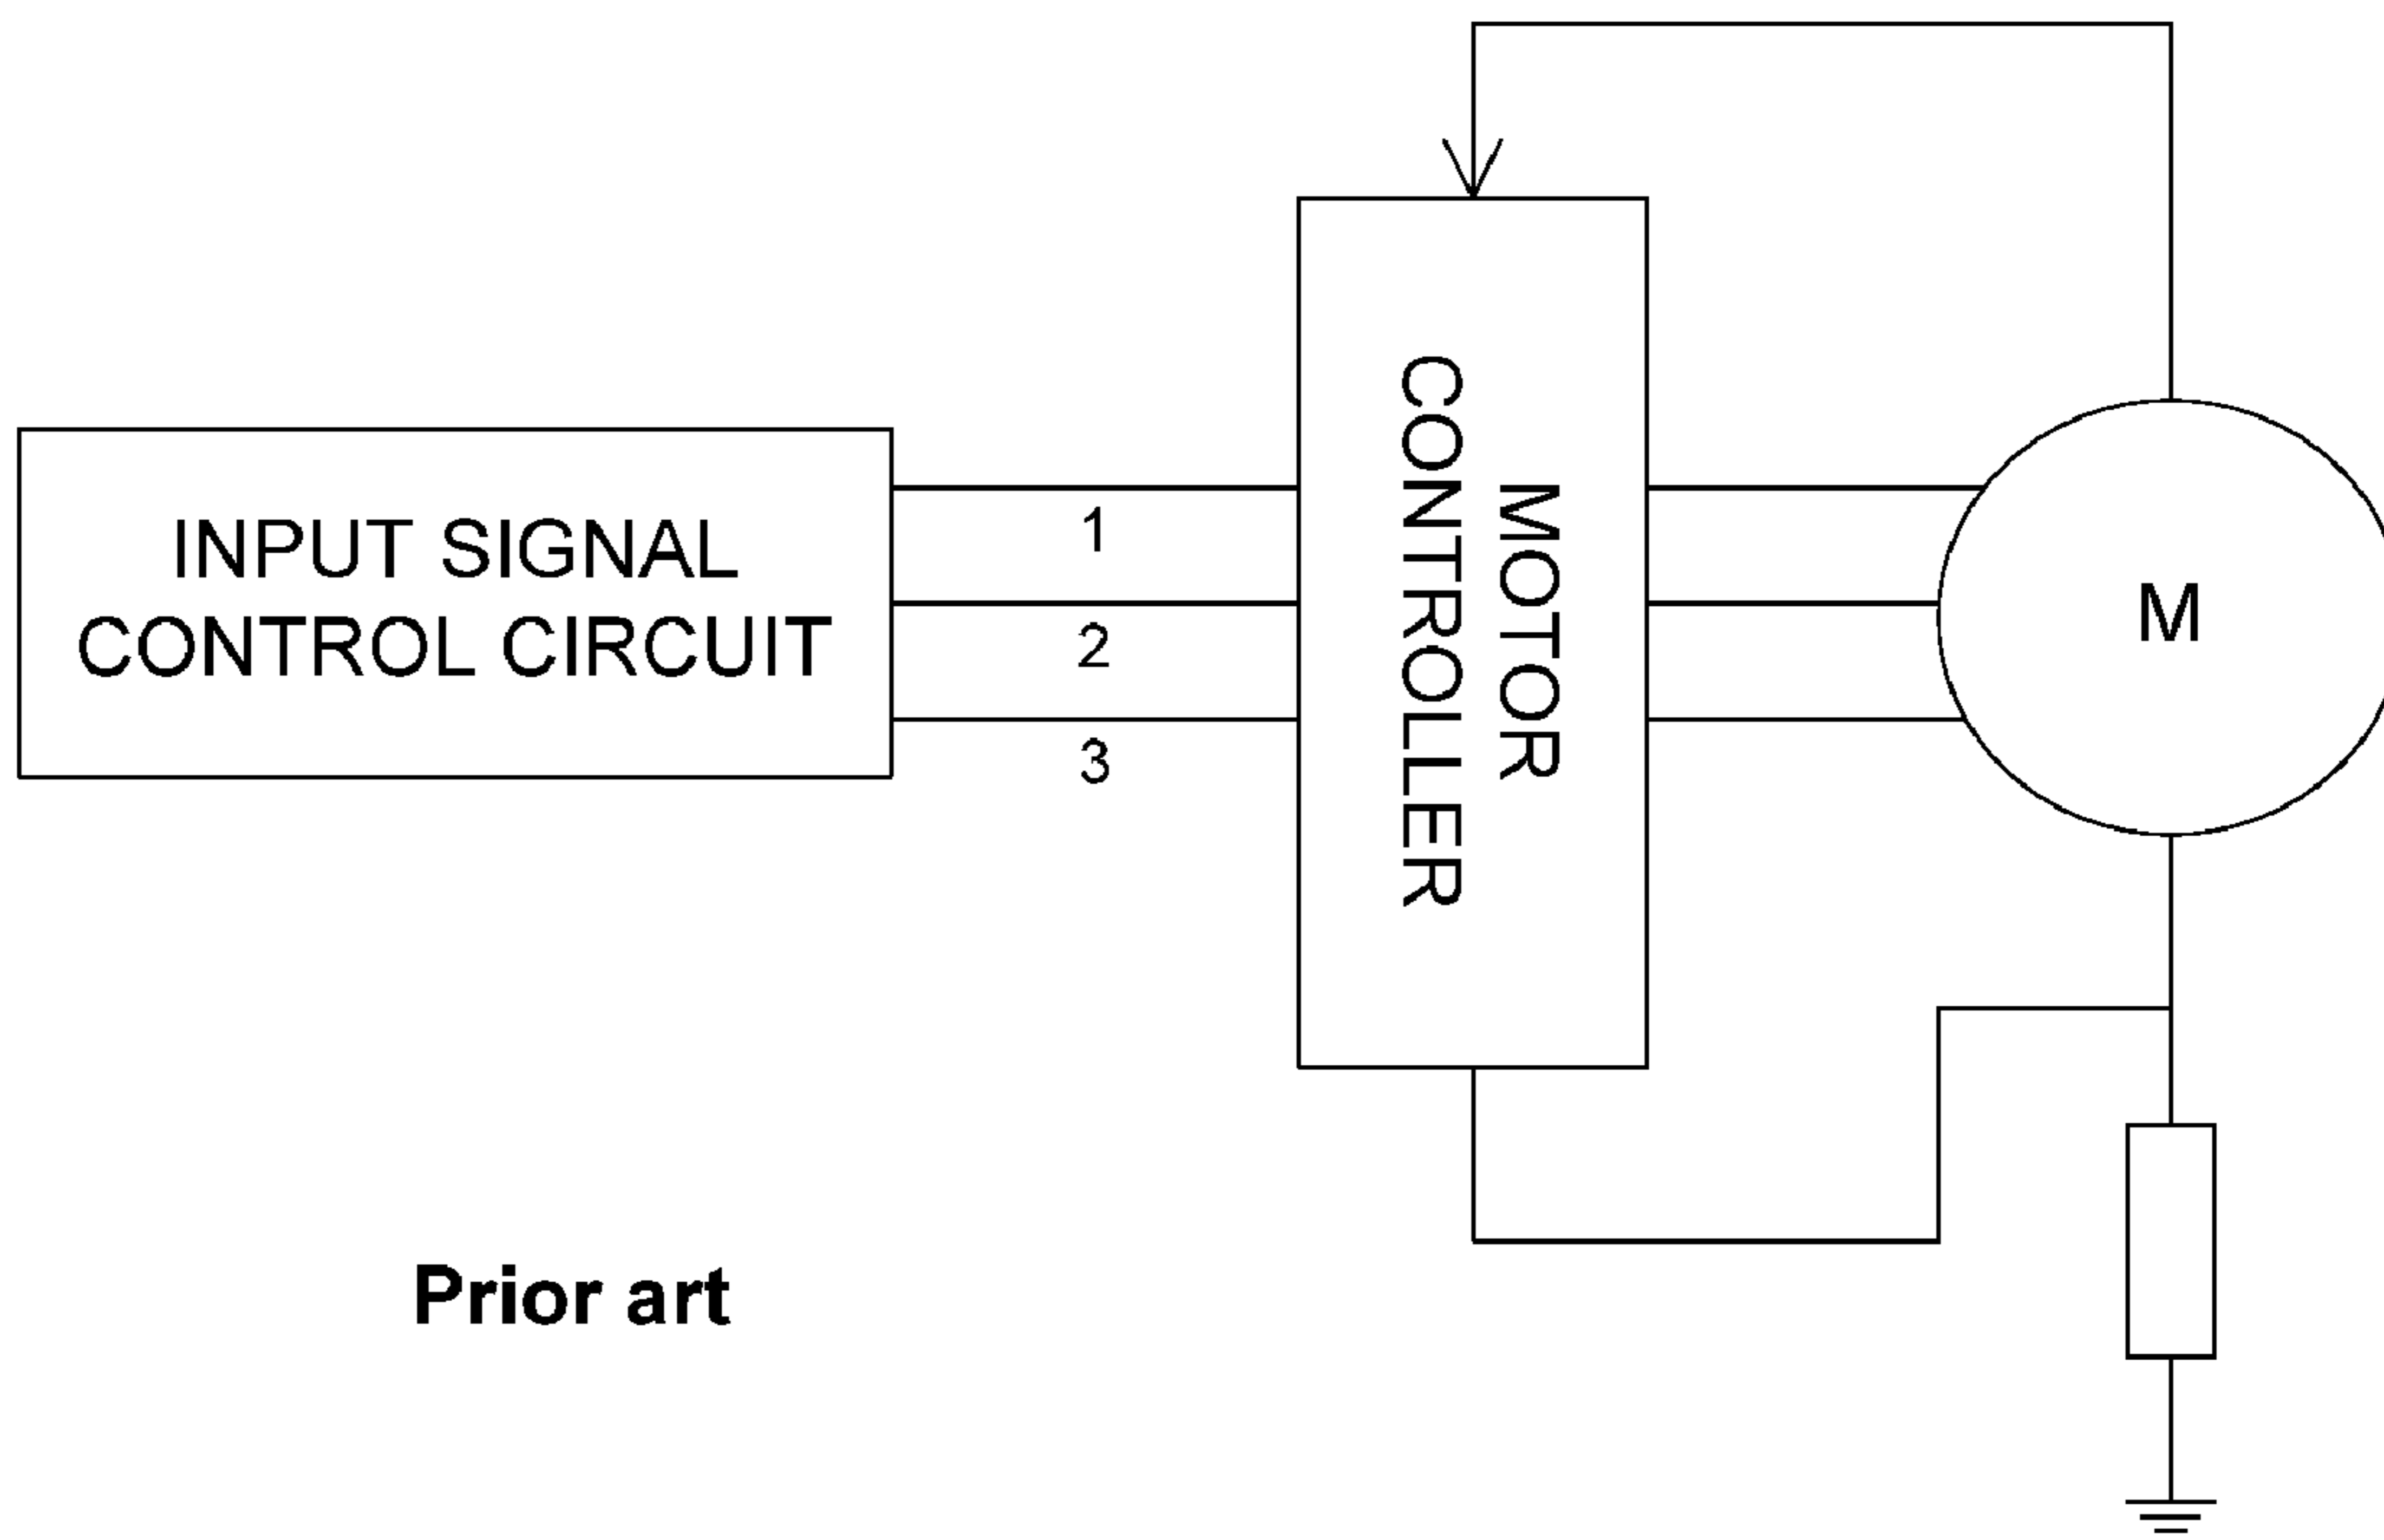 INPUT SIGNAL
CONTROL CIRCUIT
1
2
3
MOTOR
CONTROLLER
M
Prior art